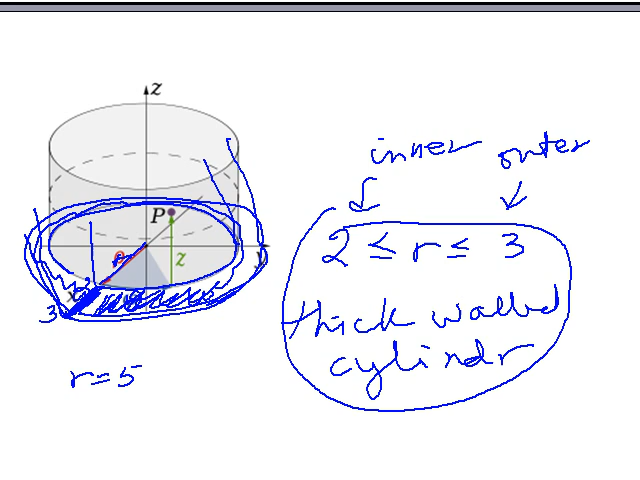 z
inner outer
P
2 ≤ r ≤ 3
z
thick walled
3
cylindr
r=5